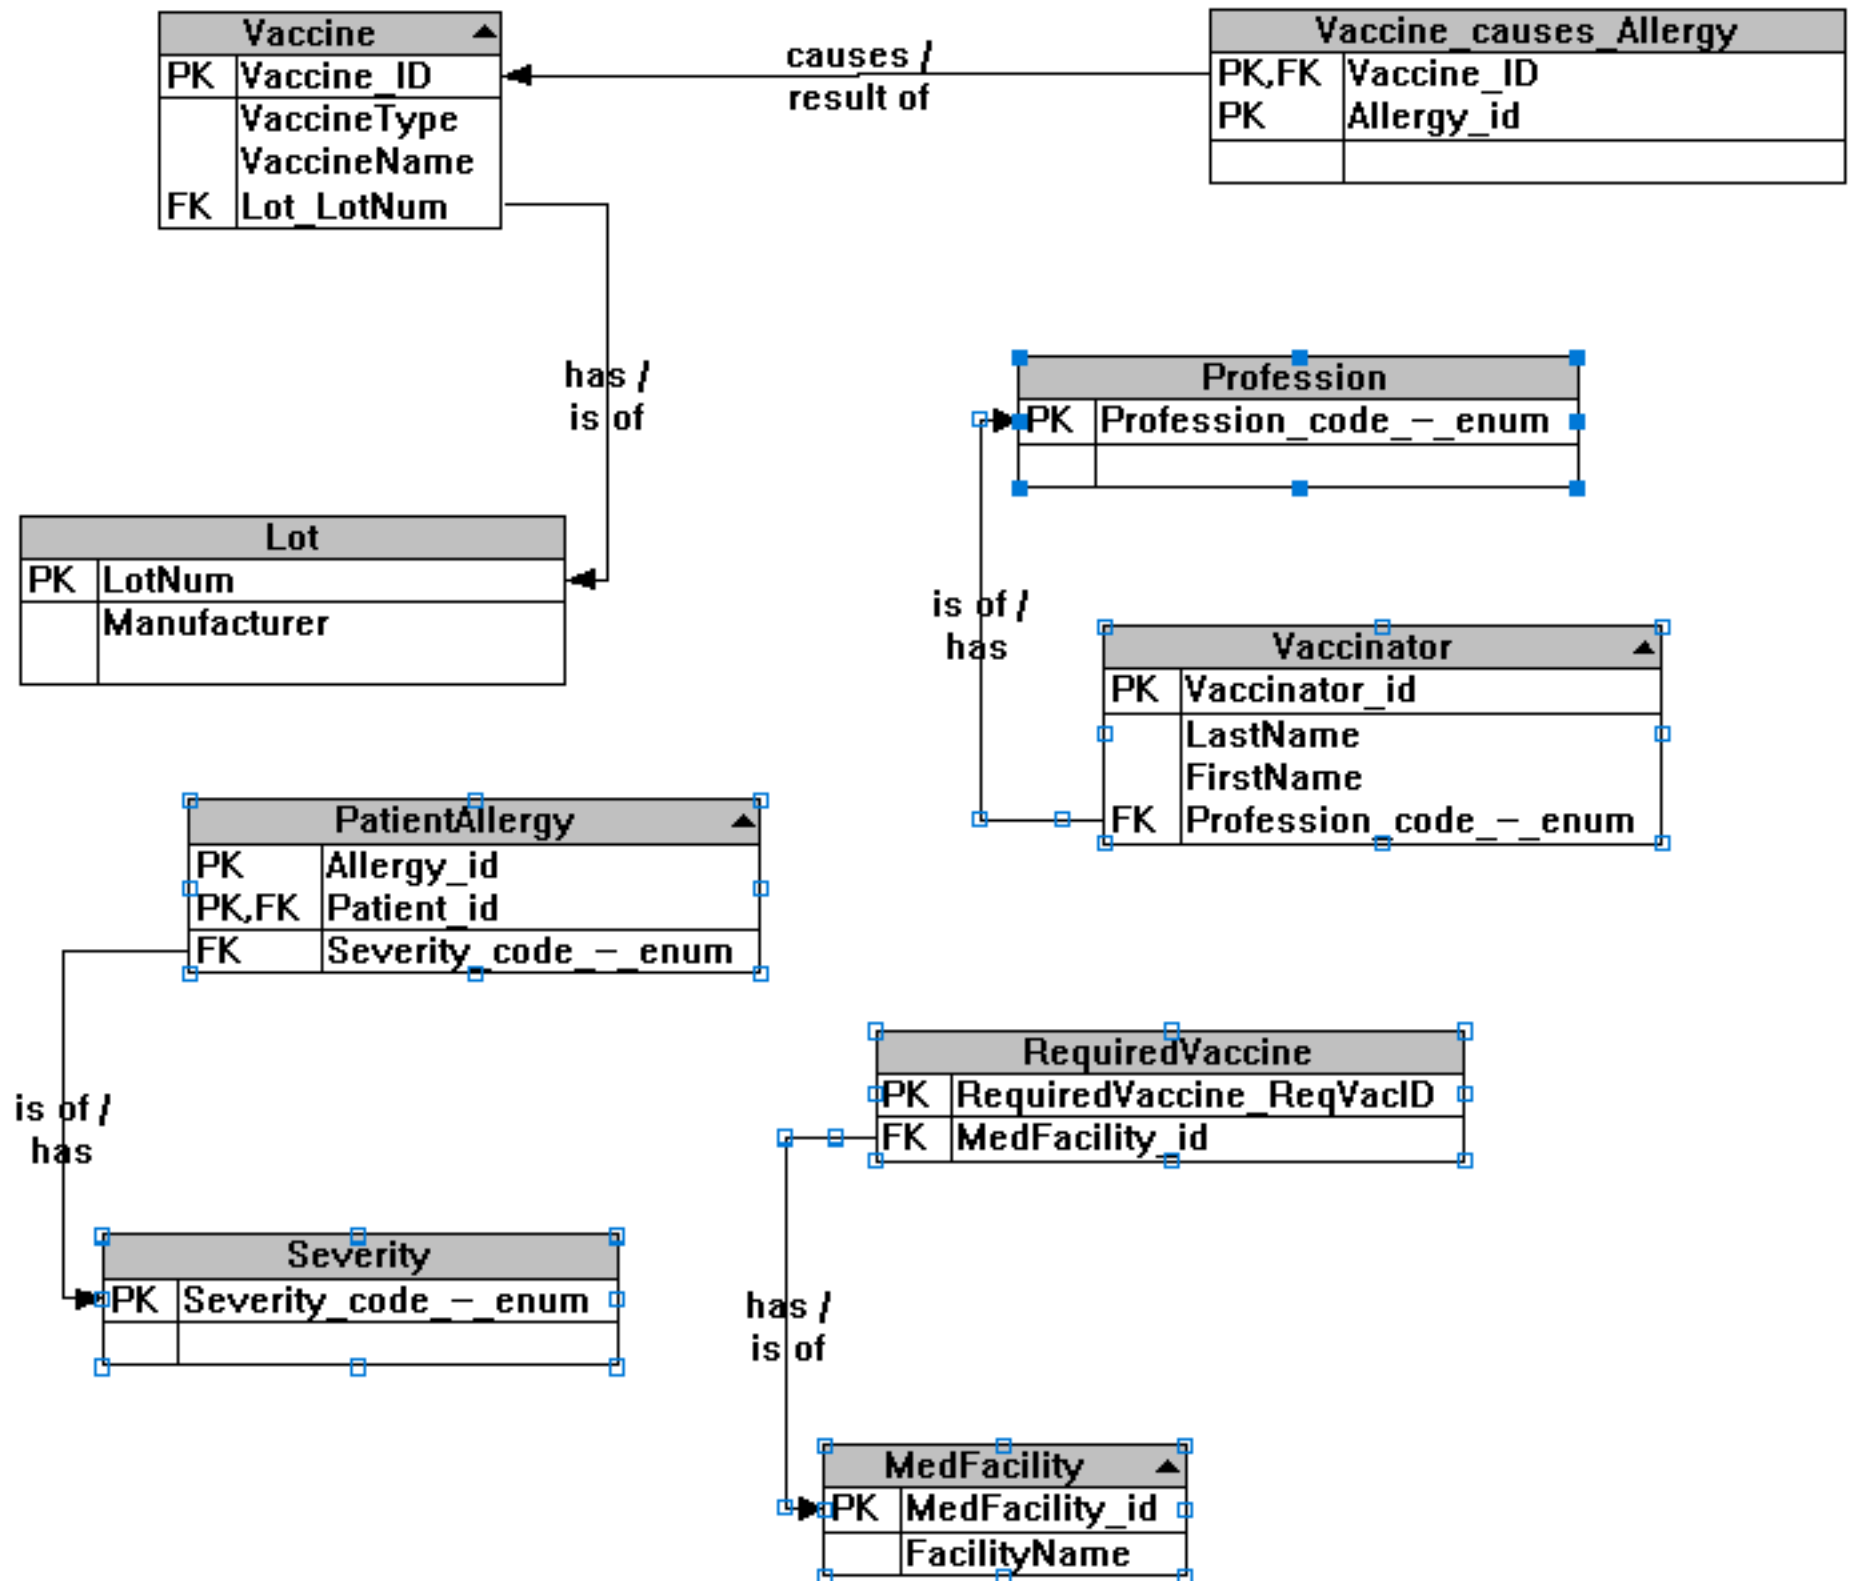 Vaccine
PK Vaccine_ID
VaccineType
VaccineName
FK Lot_LotNum
causes /
result of
Vaccine_causes_Allergy
PK,FK Vaccine_ID
PK Allergy_id
has /
is of
Profession
PK Profession_code_-_enum
Lot
PK LotNum
Manufacturer
is of /
has
Vaccinator
PK Vaccinator_id
LastName
FirstName
FK Profession_code_-_enum
PatientAllergy
PK Allergy_id
PK,FK Patient_id
FK Severity_code_-_enum
is of /
has
RequiredVaccine
PK RequiredVaccine_ReqVacID
FK MedFacility_id
Severity
PK Severity_code_-_enum
has /
is of
MedFacility
PK MedFacility_id
FacilityName